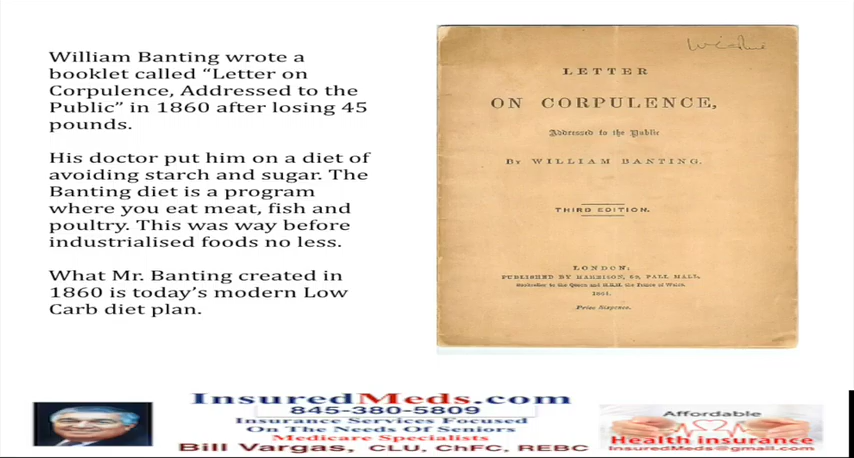 William Banting wrote a
booklet called “Letter on
Corpulence, Addressed to the
Public” in 1860 after losing 45
pounds.
His doctor put him on a diet of
avoiding starch and sugar. The
Banting diet is a program
where you eat meat, fish and
poultry. This was way before
industrialised foods no less.
What Mr. Banting created in
1860 is today’s modern Low
Carb diet plan.
LETTER
ON CORPULENCE,
Addressed to the Public
BY WILLIAM BANTING.
THIRD EDITION.
LONDON:
PUBLISHED BY HARRISON, 59, PALL MALL,
Bookseller to the Queen and H.R.H. the Prince of Wales.
1864.
Price Sixpence.
InsuredMeds.com
845-380-5809
Insurance Services Focused
On The Needs Of Seniors
Medicare Specialists
Bill Vargas, CLU, ChFC, REBC
Affordable
Health insurance
InsuredMeds@gmail.com